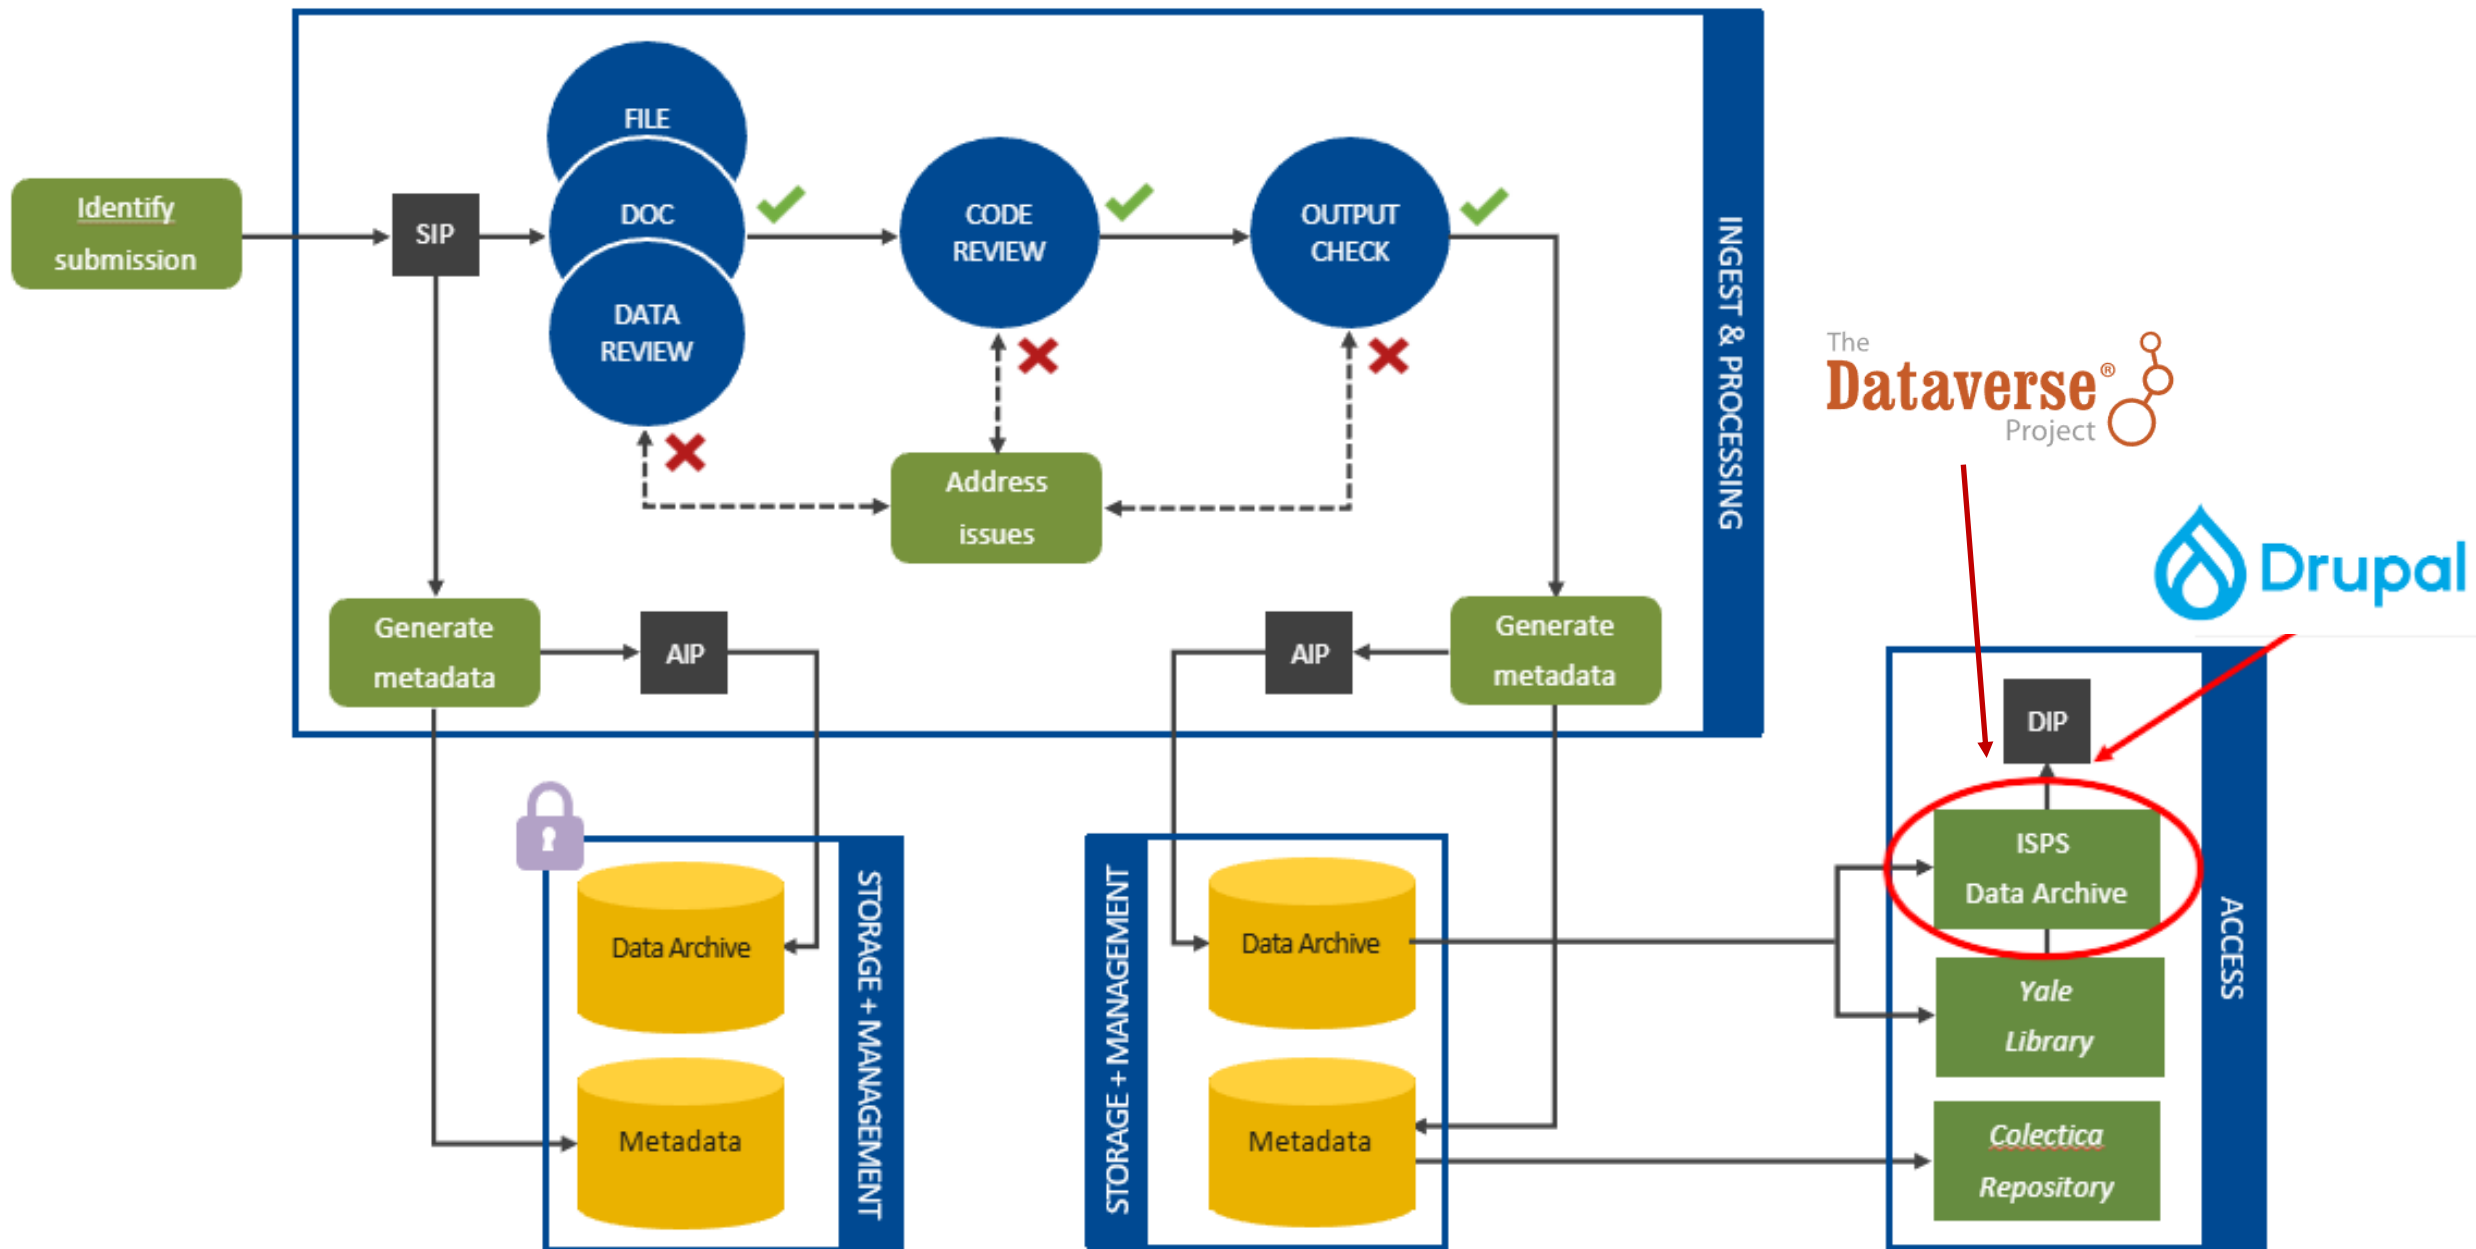 FILE
DOC
DATA
REVIEW
CODE
REVIEW
OUTPUT
CHECK
Identify
submission
SIP
INGEST & PROCESSING
Address
issues
Generate
metadata
AIP
AIP
Generate
metadata
The
Dataverse®
Project
Drupal
DIP
ISPS
Data Archive
Yale
Library
Colectica
Repository
ACCESS
Data Archive
Metadata
STORAGE + MANAGEMENT
STORAGE + MANAGEMENT
Data Archive
Metadata